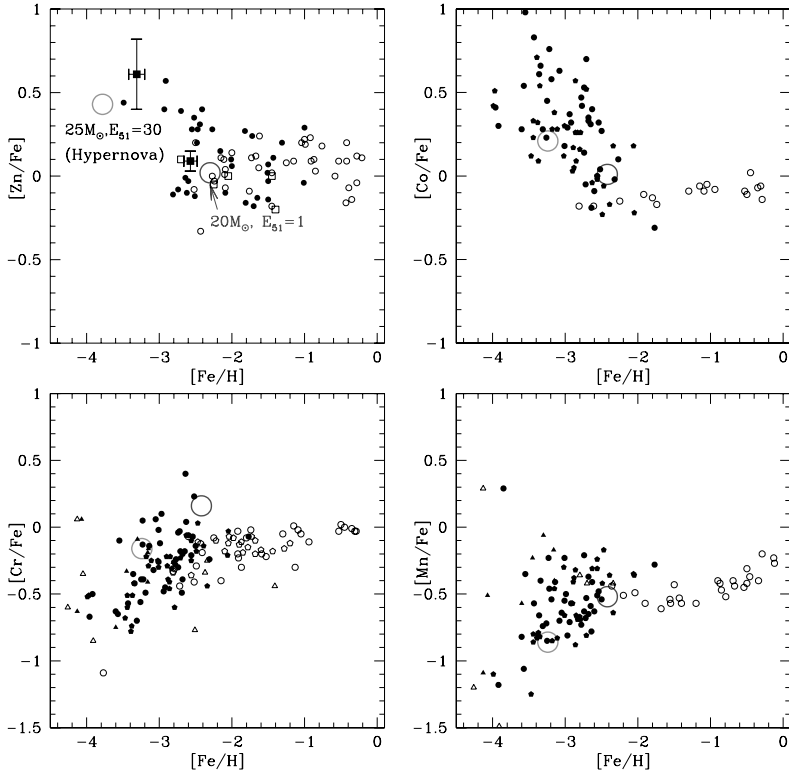 1
0.5
0
−0.5
−1
[Zn/Fe]
25M⊙,E51=30
(Hypernova)
20M⊙, E51=1
−4 −3 −2 −1 0
[Fe/H]
1
0.5
0
−0.5
−1
[Co/Fe]
−4 −3 −2 −1 0
[Fe/H]
1
0.5
0
−0.5
−1
−1.5
[Cr/Fe]
−4 −3 −2 −1 0
[Fe/H]
1
0.5
0
−0.5
−1
−1.5
[Mn/Fe]
−4 −3 −2 −1 0
[Fe/H]